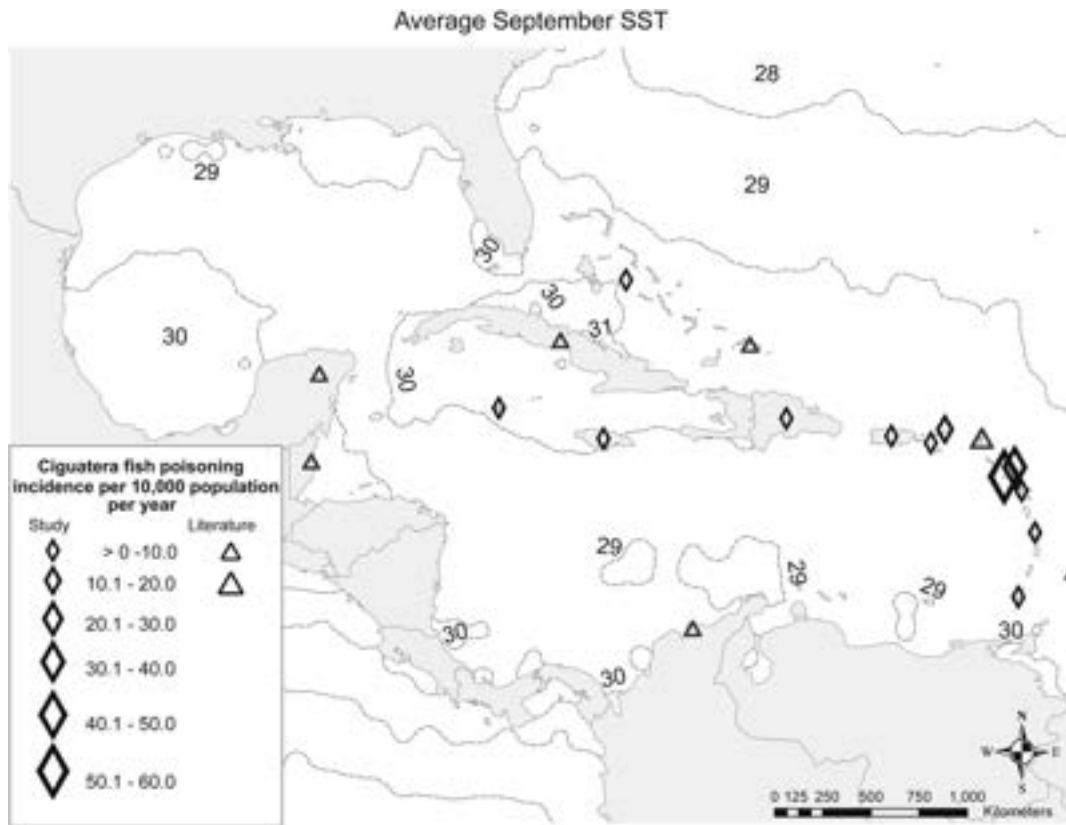 Average September SST
28
29
29
30
30
30
31
30
29
29
29
30
30
30
Ciguatera fish poisoning
incidence per 10,000 population
per year
Study Literature
> 0 -10.0
10.1 - 20.0
20.1 - 30.0
30.1 - 40.0
40.1 - 50.0
50.1 - 60.0
N
W E
S
0 125 250 500 750 1.000
Kilometers